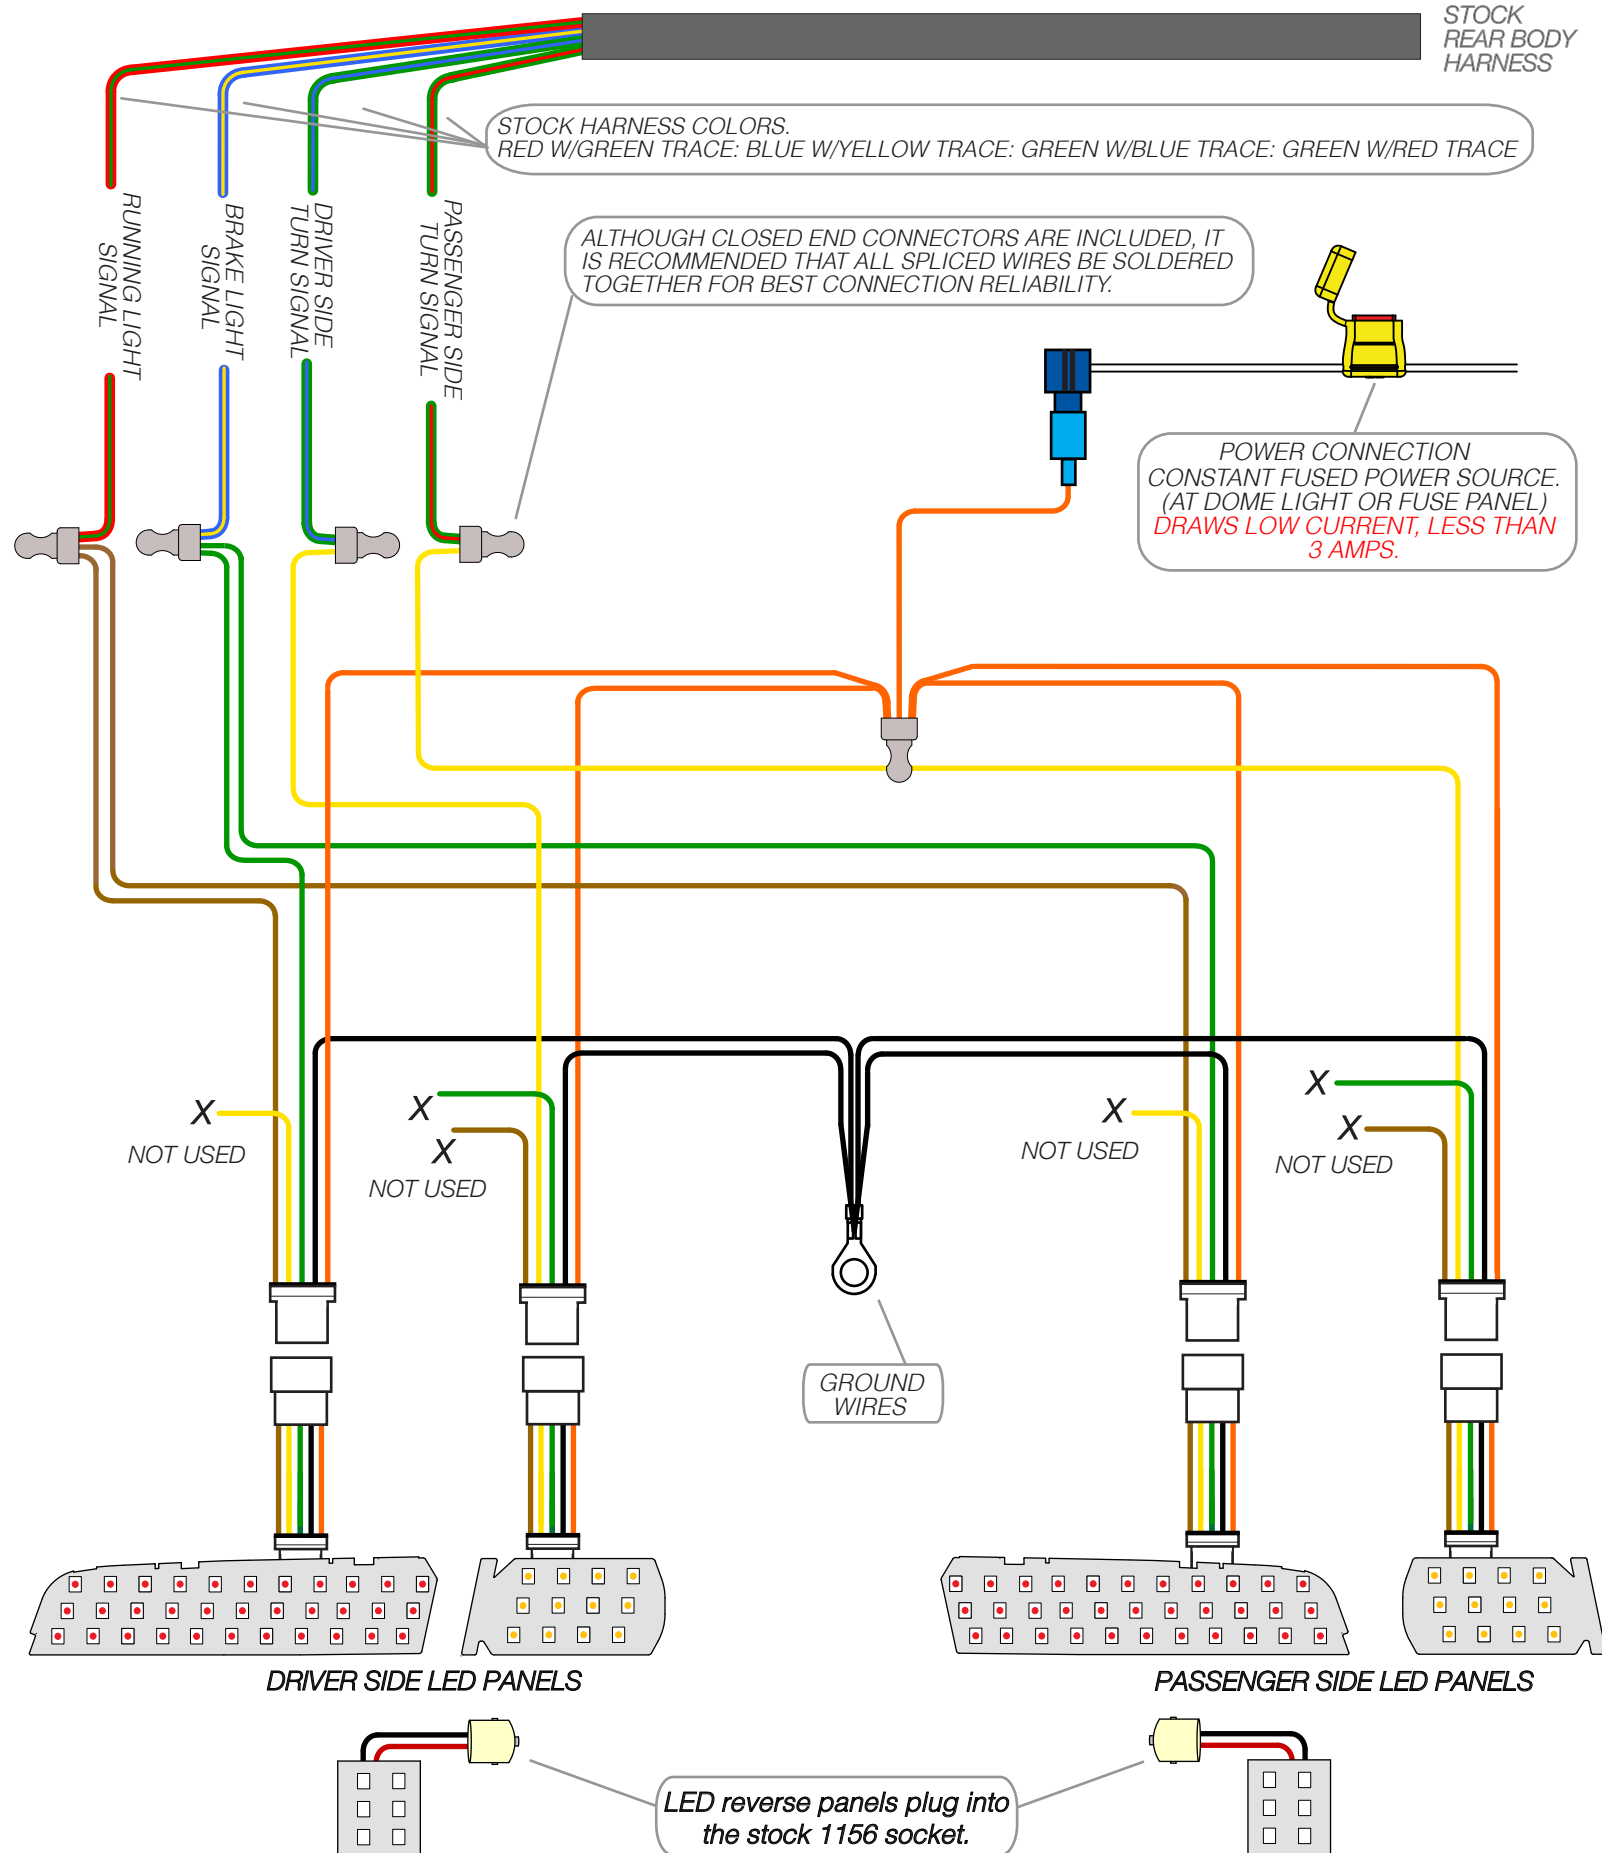 STOCK
REAR BODY
HARNESS
STOCK HARNESS COLORS.
RED W/GREEN TRACE: BLUE W/YELLOW TRACE: GREEN W/BLUE TRACE: GREEN W/RED TRACE
RUNNING LIGHT
SIGNAL
BRAKE LIGHT
SIGNAL
DRIVER SIDE
TURN SIGNAL
PASSENGER SIDE
TURN SIGNAL
ALTHOUGH CLOSED END CONNECTORS ARE INCLUDED, IT
IS RECOMMENDED THAT ALL SPLICED WIRES BE SOLDERED
TOGETHER FOR BEST CONNECTION RELIABILITY.
POWER CONNECTION
CONSTANT FUSED POWER SOURCE.
(AT DOME LIGHT OR FUSE PANEL)
DRAWS LOW CURRENT, LESS THAN
3 AMPS.
X
NOT USED
X
X
NOT USED
X
NOT USED
X
X
NOT USED
GROUND
WIRES
DRIVER SIDE LED PANELS
PASSENGER SIDE LED PANELS
LED reverse panels plug into
the stock 1156 socket.